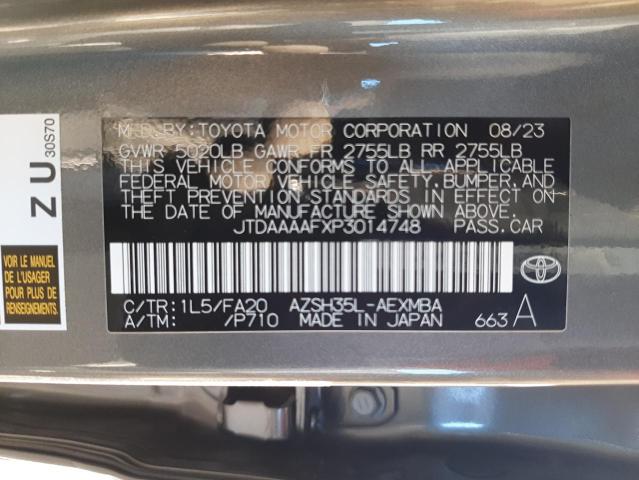 MFD. BY: TOYOTA MOTOR CORPORATION 08/23
GVWR 5020LB GAWR FR 2755LB RR 2755LB
THIS VEHICLE CONFORMS TO ALL APPLICABLE
FEDERAL MOTOR VEHICLE SAFETY, BUMPER, AND
THEFT PREVENTION STANDARDS IN EFFECT ON
THE DATE OF MANUFACTURE SHOWN ABOVE.
JTDAAAAFXP3014748 PASS.CAR
C/TR: 1L5/FA20 AZSH35L-AEXMBA
A/TM: /P710 MADE IN JAPAN 663 A
Z U
30S70
VOIR LE MANUEL
DE L'USAGER
POUR PLUS DE
RENSEIGNEMENTS.